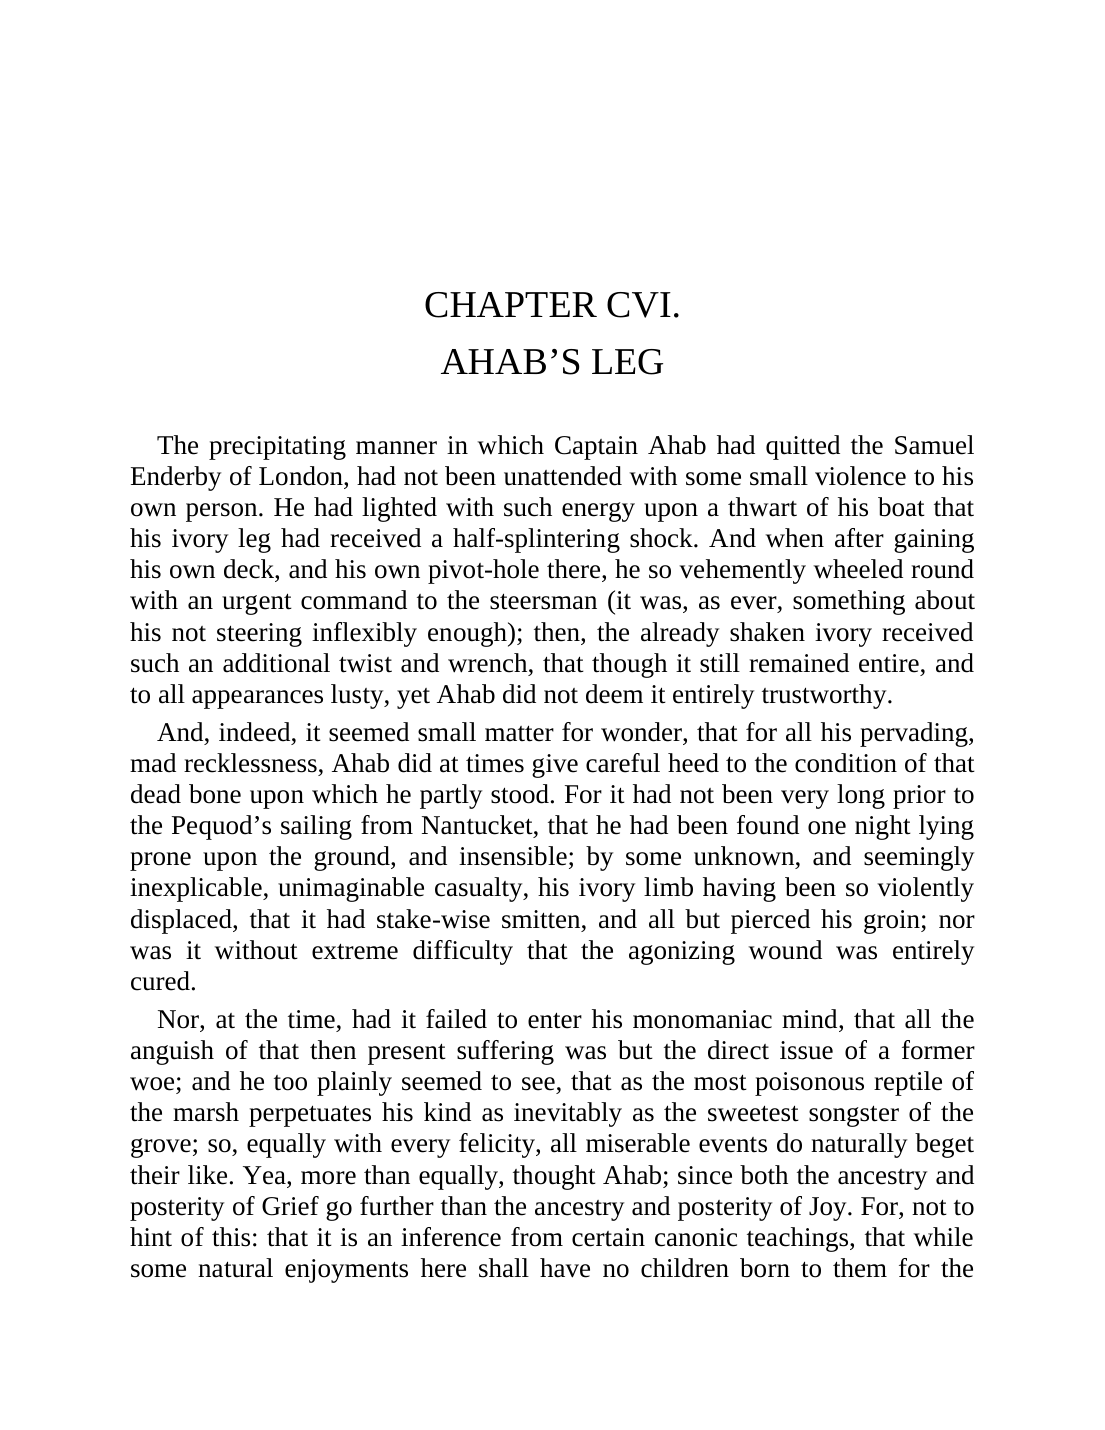 CHAPTER CVI.
AHAB’S LEG
The precipitating manner in which Captain Ahab had quitted the Samuel
Enderby of London, had not been unattended with some small violence to his
own person. He had lighted with such energy upon a thwart of his boat that
his ivory leg had received a half-splintering shock. And when after gaining
his own deck, and his own pivot-hole there, he so vehemently wheeled round
with an urgent command to the steersman (it was, as ever, something about
his not steering inflexibly enough); then, the already shaken ivory received
such an additional twist and wrench, that though it still remained entire, and
to all appearances lusty, yet Ahab did not deem it entirely trustworthy.
And, indeed, it seemed small matter for wonder, that for all his pervading,
mad recklessness, Ahab did at times give careful heed to the condition of that
dead bone upon which he partly stood. For it had not been very long prior to
the Pequod’s sailing from Nantucket, that he had been found one night lying
prone upon the ground, and insensible; by some unknown, and seemingly
inexplicable, unimaginable casualty, his ivory limb having been so violently
displaced, that it had stake-wise smitten, and all but pierced his groin; nor
was it without extreme difficulty that the agonizing wound was entirely
cured.
Nor, at the time, had it failed to enter his monomaniac mind, that all the
anguish of that then present suffering was but the direct issue of a former
woe; and he too plainly seemed to see, that as the most poisonous reptile of
the marsh perpetuates his kind as inevitably as the sweetest songster of the
grove; so, equally with every felicity, all miserable events do naturally beget
their like. Yea, more than equally, thought Ahab; since both the ancestry and
posterity of Grief go further than the ancestry and posterity of Joy. For, not to
hint of this: that it is an inference from certain canonic teachings, that while
some natural enjoyments here shall have no children born to them for the